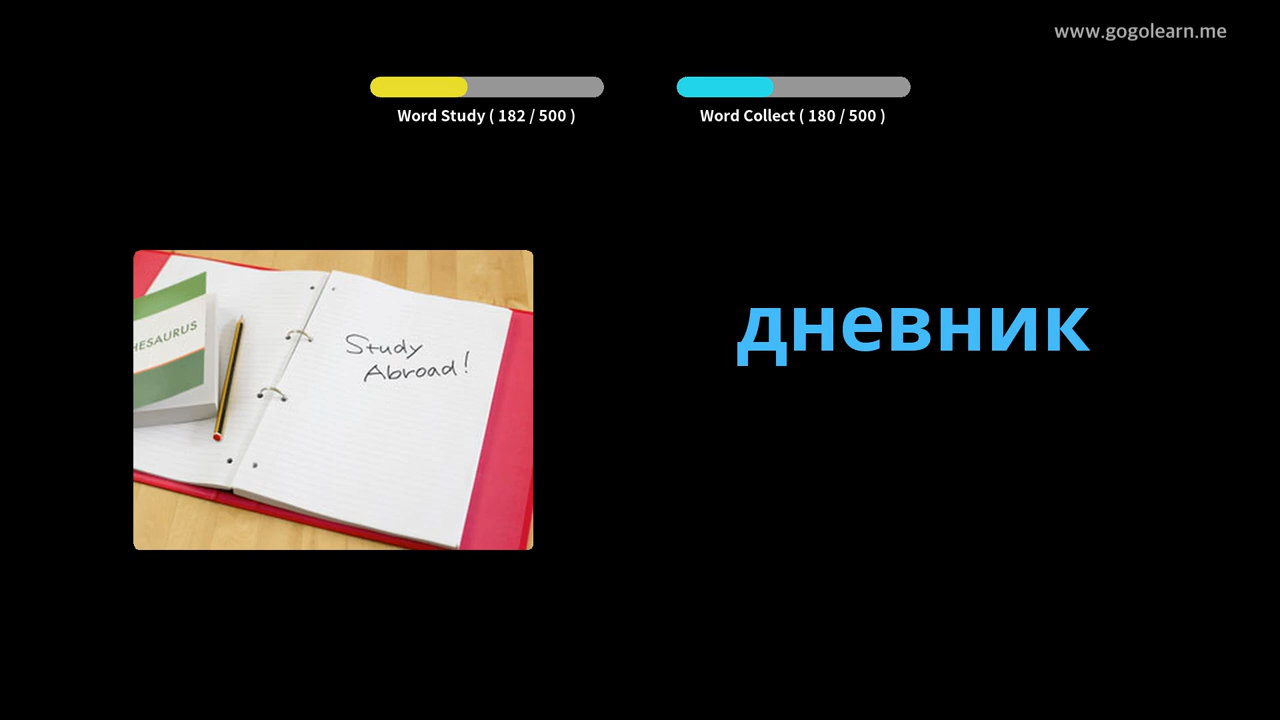 www.gogolearn.me
Word Study ( 182 / 500 )
Word Collect ( 180 / 500 )
HESAURUS
Study
Abroad!
дневник